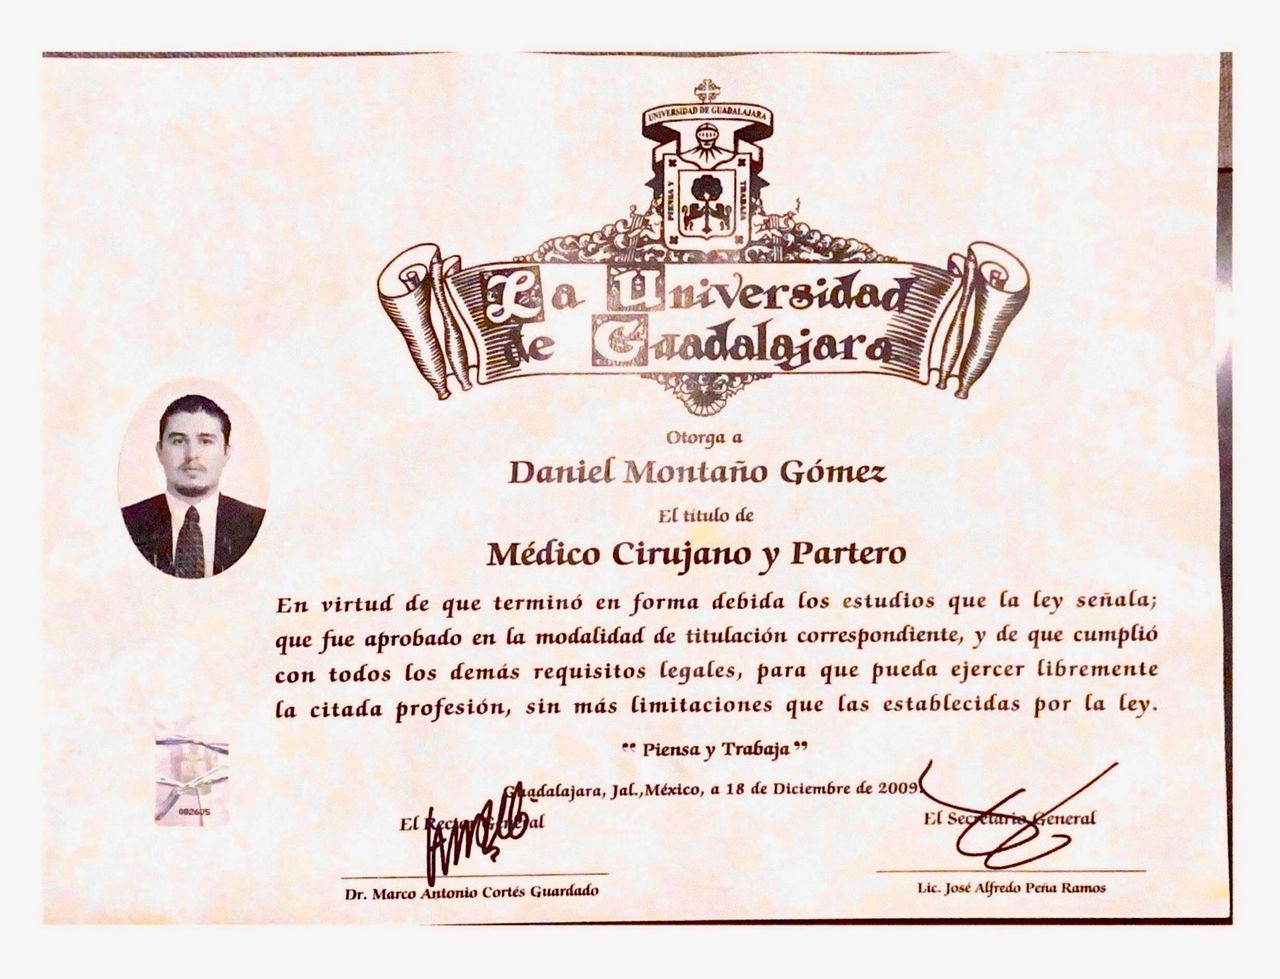 UNIVERSIDAD DE GUADALAJARA
PIENSA Y
TRABAJA
La Universidad
de Guadalajara
Otorga a
Daniel Montaño Gómez
El título de
Médico Cirujano y Partero
En virtud de que terminó en forma debida los estudios que la ley señala;
que fue aprobado en la modalidad de titulación correspondiente, y de que cumplió
con todos los demás requisitos legales, para que pueda ejercer libremente
la citada profesión, sin más limitaciones que las establecidas por la ley.
“ Piensa y Trabaja ”
Guadalajara, Jal.,México, a 18 de Diciembre de 2009.
El Rector General
El Secretario General
Dr. Marco Antonio Cortés Guardado
Lic. José Alfredo Peña Ramos